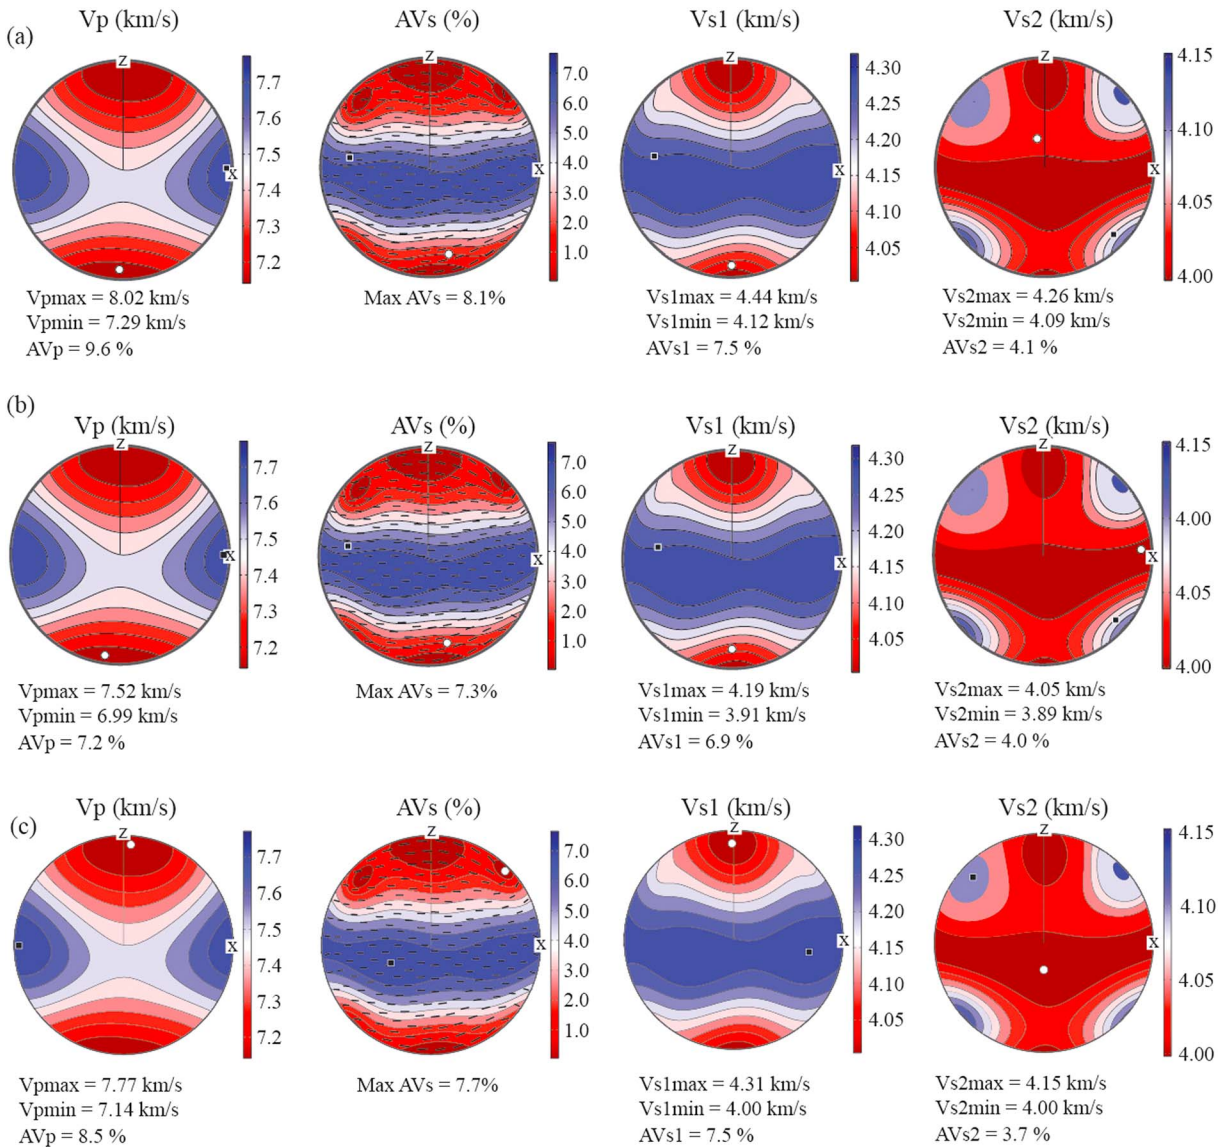 Vp (km/s)
AVs (%)
Vs1 (km/s)
Vs2 (km/s)
(a)
Z
X
7.7
7.6
7.5
7.4
7.3
7.2
Z
X
7.0
6.0
5.0
4.0
3.0
2.0
1.0
Z
X
4.30
4.25
4.20
4.15
4.10
4.05
Z
X
4.15
4.10
4.05
4.00
Vpmax = 8.02 km/s
Vpmin = 7.29 km/s
AVp = 9.6 %
Max AVs = 8.1%
Vs1max = 4.44 km/s
Vs1min = 4.12 km/s
AVs1 = 7.5 %
Vs2max = 4.26 km/s
Vs2min = 4.09 km/s
AVs2 = 4.1 %
(b)
Vp (km/s)
AVs (%)
Vs1 (km/s)
Vs2 (km/s)
Z
X
7.7
7.6
7.5
7.4
7.3
7.2
Z
X
7.0
6.0
5.0
4.0
3.0
2.0
1.0
Z
X
4.30
4.25
4.20
4.15
4.10
4.05
Z
X
4.15
4.00
4.05
4.00
Vpmax = 7.52 km/s
Vpmin = 6.99 km/s
AVp = 7.2 %
Max AVs = 7.3%
Vs1max = 4.19 km/s
Vs1min = 3.91 km/s
AVs1 = 6.9 %
Vs2max = 4.05 km/s
Vs2min = 3.89 km/s
AVs2 = 4.0 %
(c)
Vp (km/s)
AVs (%)
Vs1 (km/s)
Vs2 (km/s)
Z
X
7.7
7.6
7.5
7.4
7.3
7.2
Z
X
7.0
6.0
5.0
4.0
3.0
2.0
1.0
Z
X
4.30
4.25
4.20
4.15
4.10
4.05
Z
X
4.15
4.10
4.05
4.00
Vpmax = 7.77 km/s
Vpmin = 7.14 km/s
AVp = 8.5 %
Max AVs = 7.7%
Vs1max = 4.31 km/s
Vs1min = 4.00 km/s
AVs1 = 7.5 %
Vs2max = 4.15 km/s
Vs2min = 4.00 km/s
AVs2 = 3.7 %